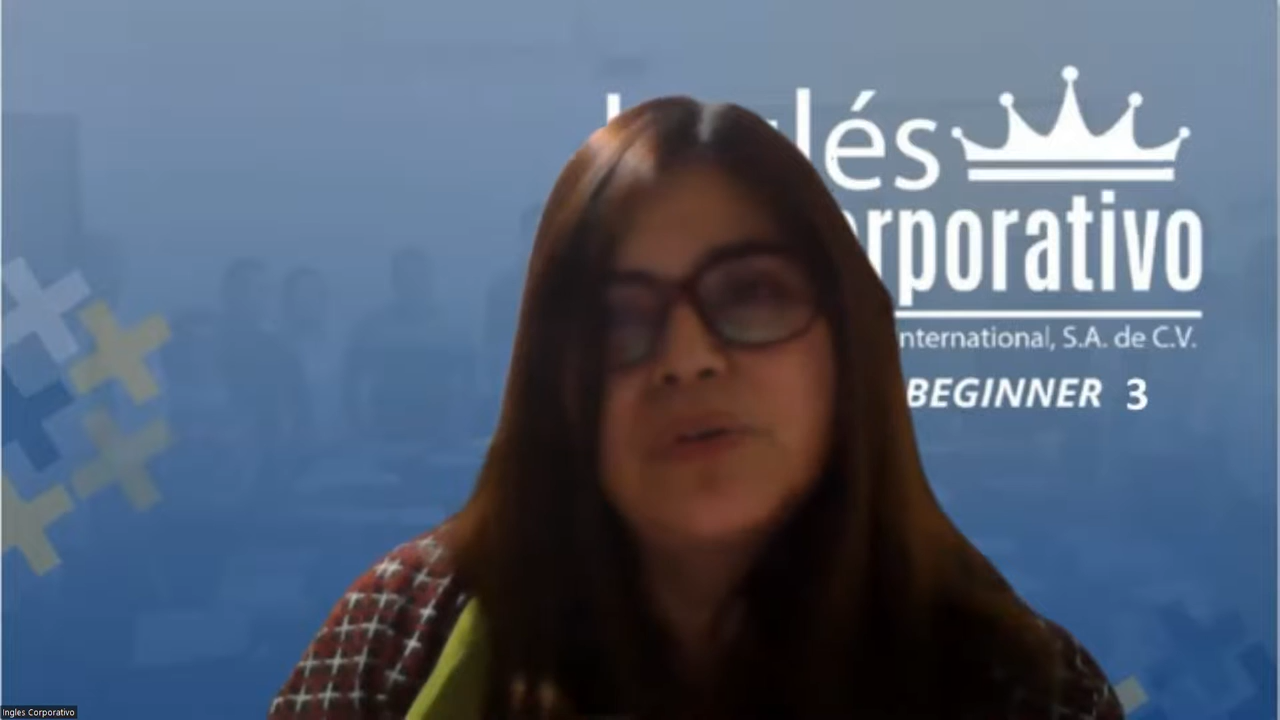 lés
rporativo
nternational, S.A. de C.V.
BEGINNER 3
Ingles Corporativo